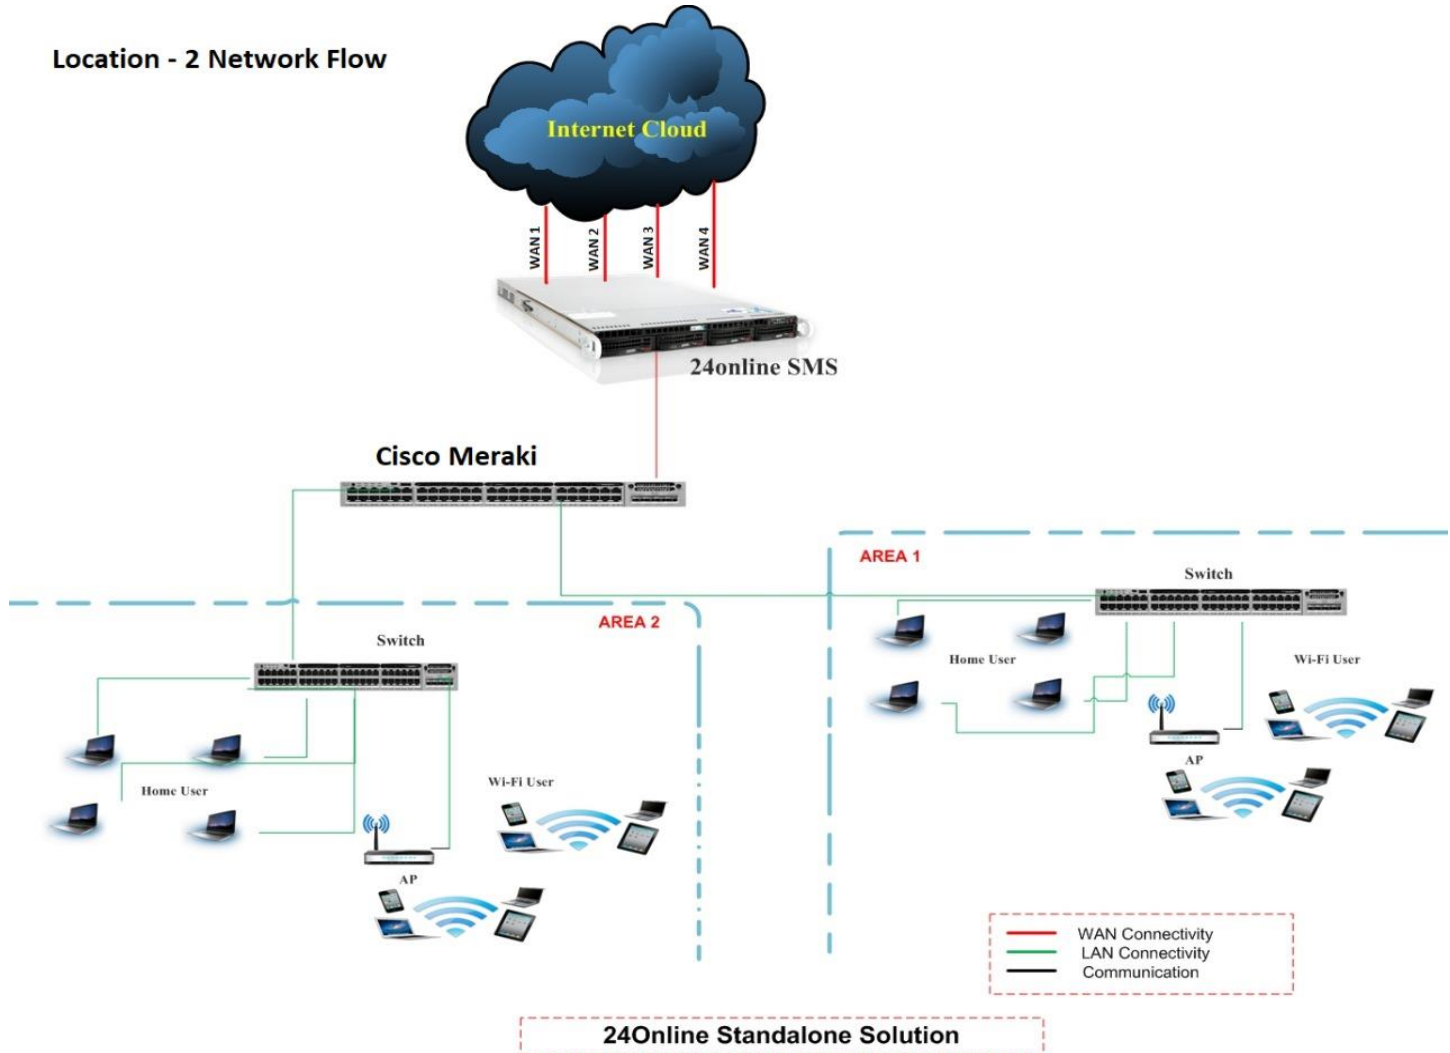 Location - 2 Network Flow
Internet Cloud
WAN 1
WAN 2
WAN 3
WAN 4
24online SMS
Cisco Meraki
AREA 1
Switch
Home User
Wi-Fi User
AP
AREA 2
Switch
Home User
Wi-Fi User
AP
WAN Connectivity
LAN Connectivity
Communication
24Online Standalone Solution